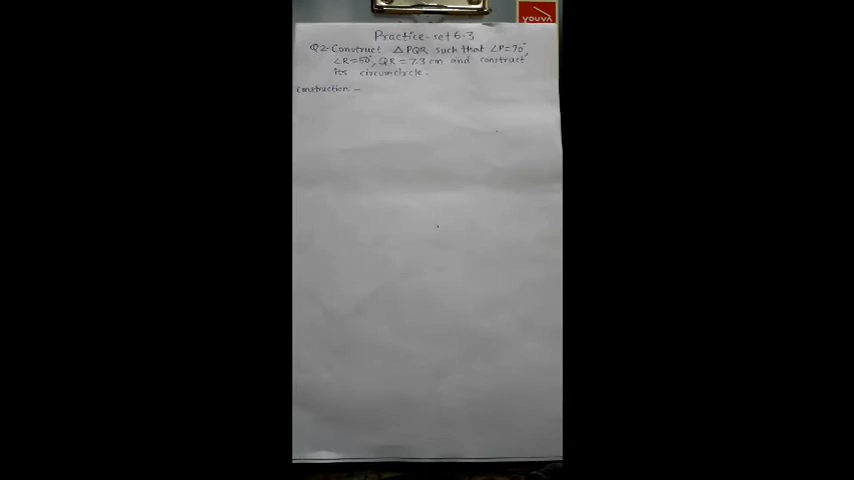 YOUVA
Practice-set 6.3
Q2-Construct △PQR such that ∠P=70°,
∠R=50°, QR = 7.3 cm and construct
its circumcircle.
Construction:-